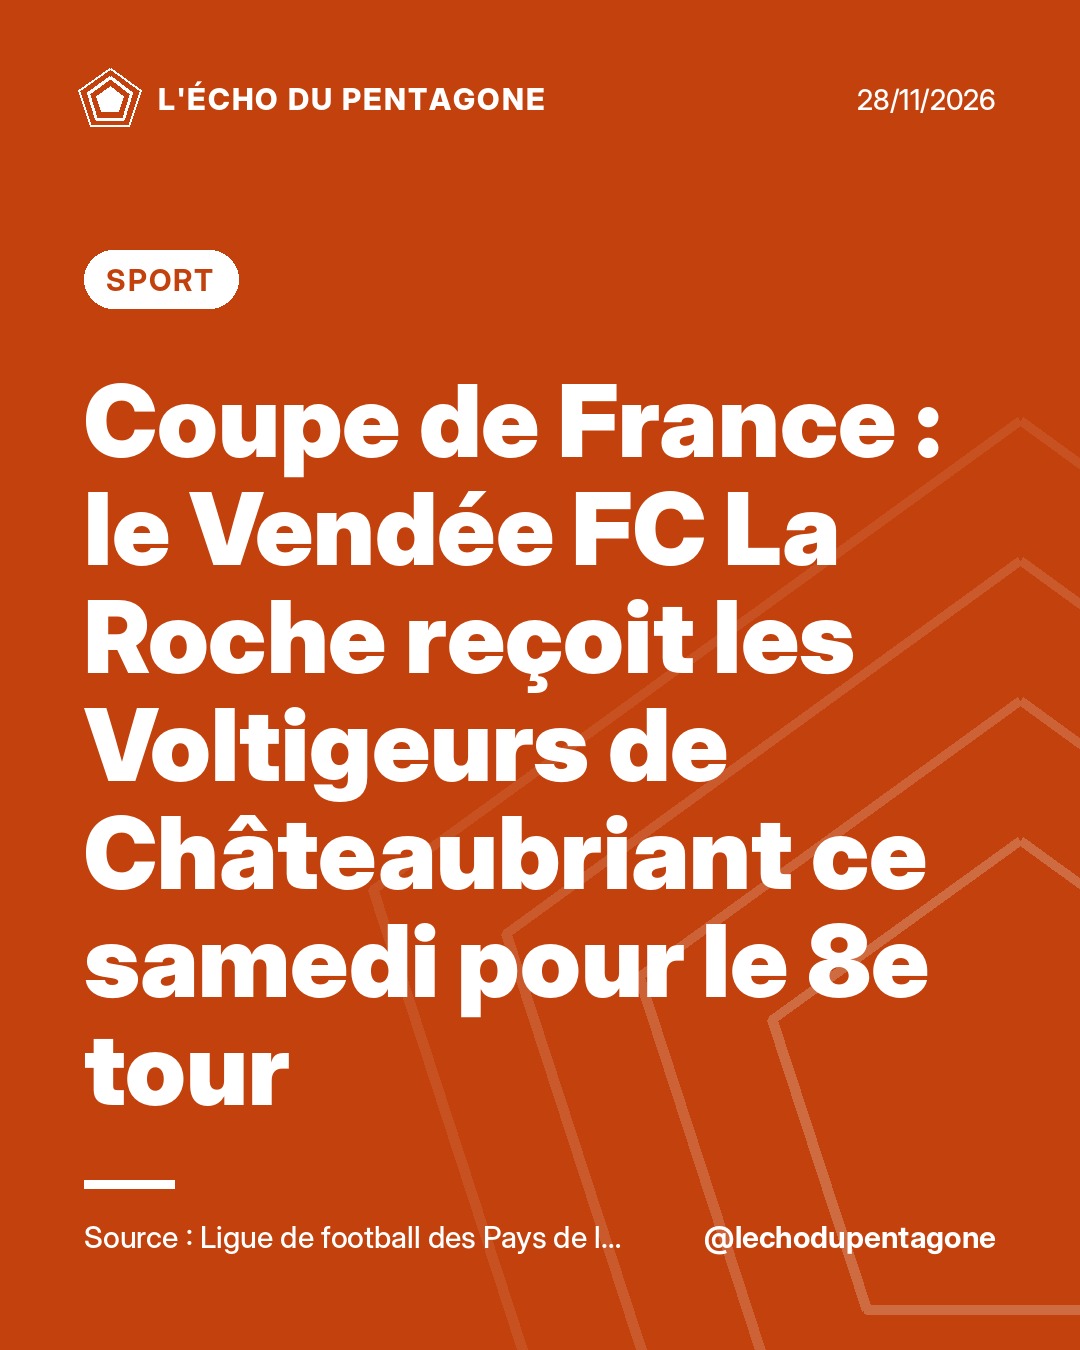 L'ÉCHO DU PENTAGONE
28/11/2026
SPORT
Coupe de France :
le Vendée FC La
Roche reçoit les
Voltigeurs de
Châteaubriant ce
samedi pour le 8e
tour
Source : Ligue de football des Pays de l...
@lechodupentagone